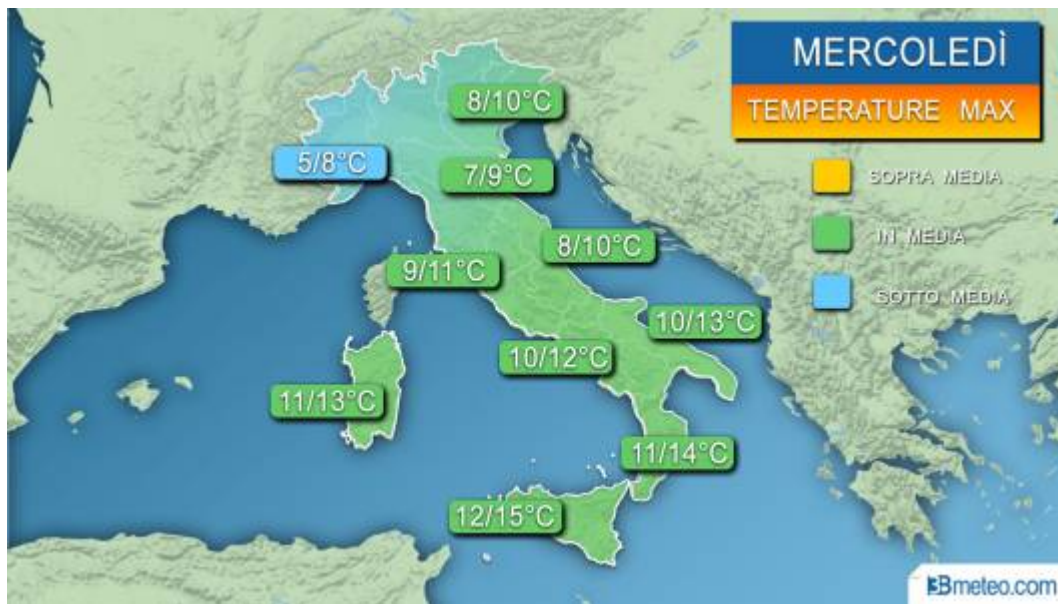 MERCOLEDÌ
TEMPERATURE MAX
SOPRA MEDIA
IN MEDIA
SOTTO MEDIA
8/10°C
5/8°C
7/9°C
8/10°C
9/11°C
10/13°C
10/12°C
11/13°C
11/14°C
12/15°C
3Bmeteo.com